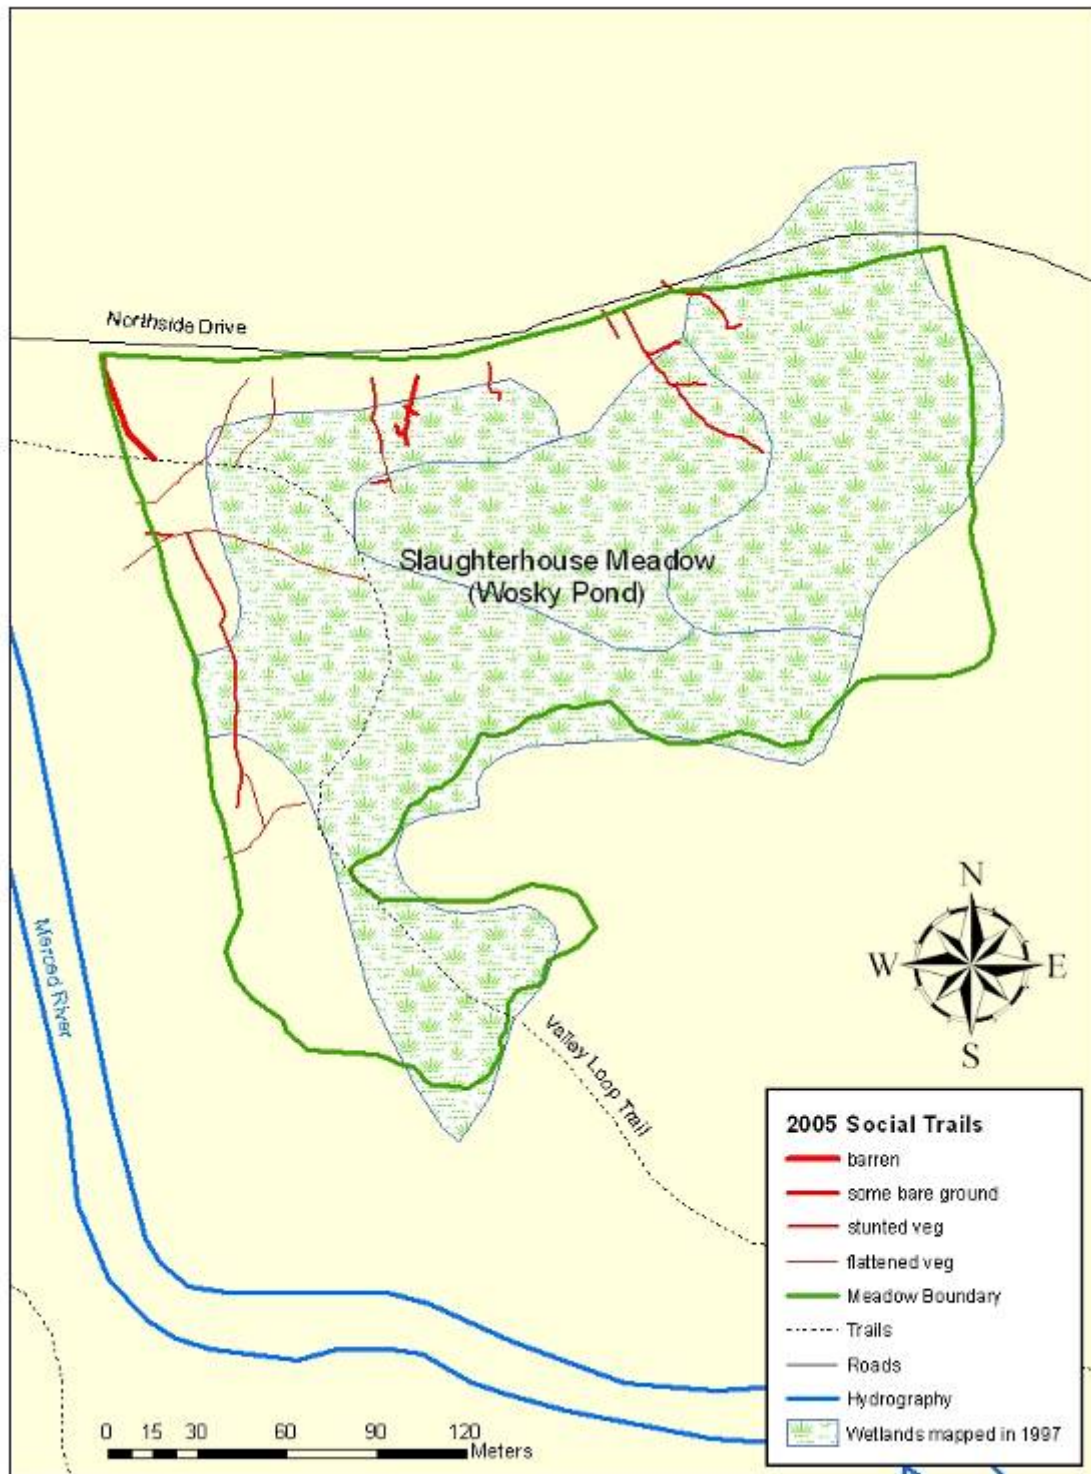 Northside Drive
Slaughterhouse Meadow
(Wosky Pond)
Merced River
Valley Loop Trail
N
W E
S
2005 Social Trails
barren
some bare ground
stunted veg
flattened veg
Meadow Boundary
Trails
Roads
Hydrography
Wetlands mapped in 1997
0 15 30 60 90 120
Meters